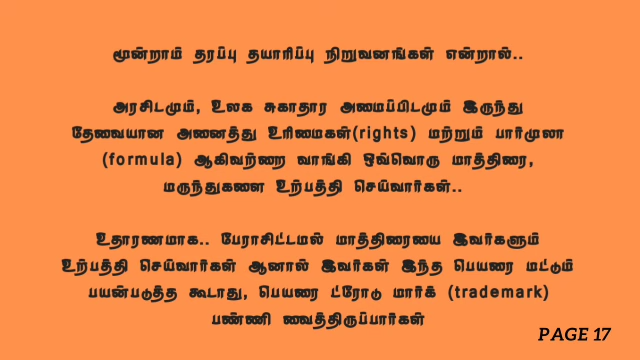 மூன்றாம் தரப்பு தயாரிப்பு நிறுவனங்கள் என்றால்..
அரசிடமும், உலக சுகாதார அமைப்பிடமும் இருந்து
தேவையான அனைத்து உரிமைகள்(rights) மற்றும் பார்முலா
(formula) ஆகிவற்றை வாங்கி ஒவ்வொரு மாத்திரை,
மருந்துகளை உற்பத்தி செய்வார்கள்..
உதாரணமாக.. பேராசிட்டமல் மாத்திரையை இவர்களும்
உற்பத்தி செய்வார்கள் ஆனால் இவர்கள் இந்த பெயரை மட்டும்
பயன்படுத்த கூடாது, பெயரை ட்ரோடு மார்க் (trademark)
பண்ணி வைத்திருப்பார்கள்
PAGE 17